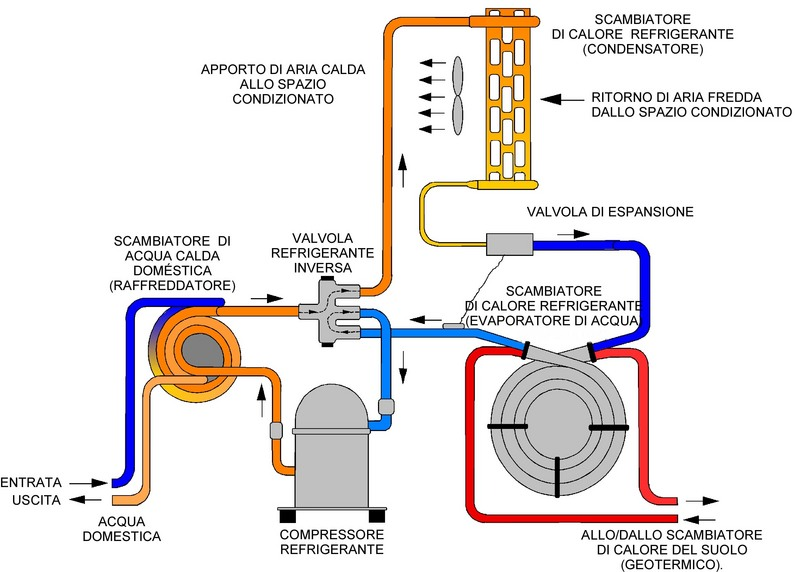 SCAMBIATORE
DI CALORE REFRIGERANTE
(CONDENSATORE)
APPORTO DI ARIA CALDA
ALLO SPAZIO
CONDIZIONATO
RITORNO DI ARIA FREDDA
DALLO SPAZIO CONDIZIONATO
VALVOLA DI ESPANSIONE
SCAMBIATORE DI
ACQUA CALDA
DOMÉSTICA
(RAFFREDDATORE)
VALVOLA
REFRIGERANTE
INVERSA
SCAMBIATORE
DI CALORE REFRIGERANTE
(EVAPORATORE DI ACQUA)
ENTRATA
USCITA
ACQUA
DOMESTICA
COMPRESSORE
REFRIGERANTE
ALLO/DALLO SCAMBIATORE
DI CALORE DEL SUOLO
(GEOTERMICO).